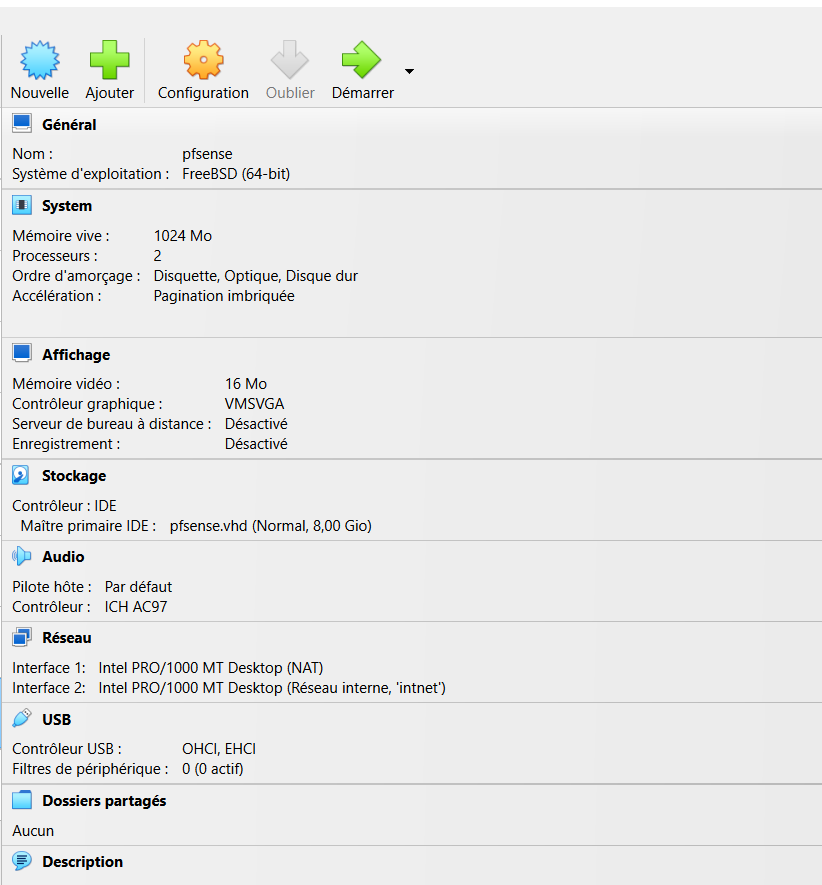 Nouvelle Ajouter Configuration Oublier Démarrer
Général
Nom : pfsense
Système d'exploitation : FreeBSD (64-bit)
System
Mémoire vive : 1024 Mo
Processeurs : 2
Ordre d'amorçage : Disquette, Optique, Disque dur
Accélération : Pagination imbriquée
Affichage
Mémoire vidéo : 16 Mo
Contrôleur graphique : VMSVGA
Serveur de bureau à distance : Désactivé
Enregistrement : Désactivé
Stockage
Contrôleur : IDE
Maître primaire IDE : pfsense.vhd (Normal, 8,00 Gio)
Audio
Pilote hôte : Par défaut
Contrôleur : ICH AC97
Réseau
Interface 1: Intel PRO/1000 MT Desktop (NAT)
Interface 2: Intel PRO/1000 MT Desktop (Réseau interne, 'intnet')
USB
Contrôleur USB : OHCI, EHCI
Filtres de périphérique : 0 (0 actif)
Dossiers partagés
Aucun
Description